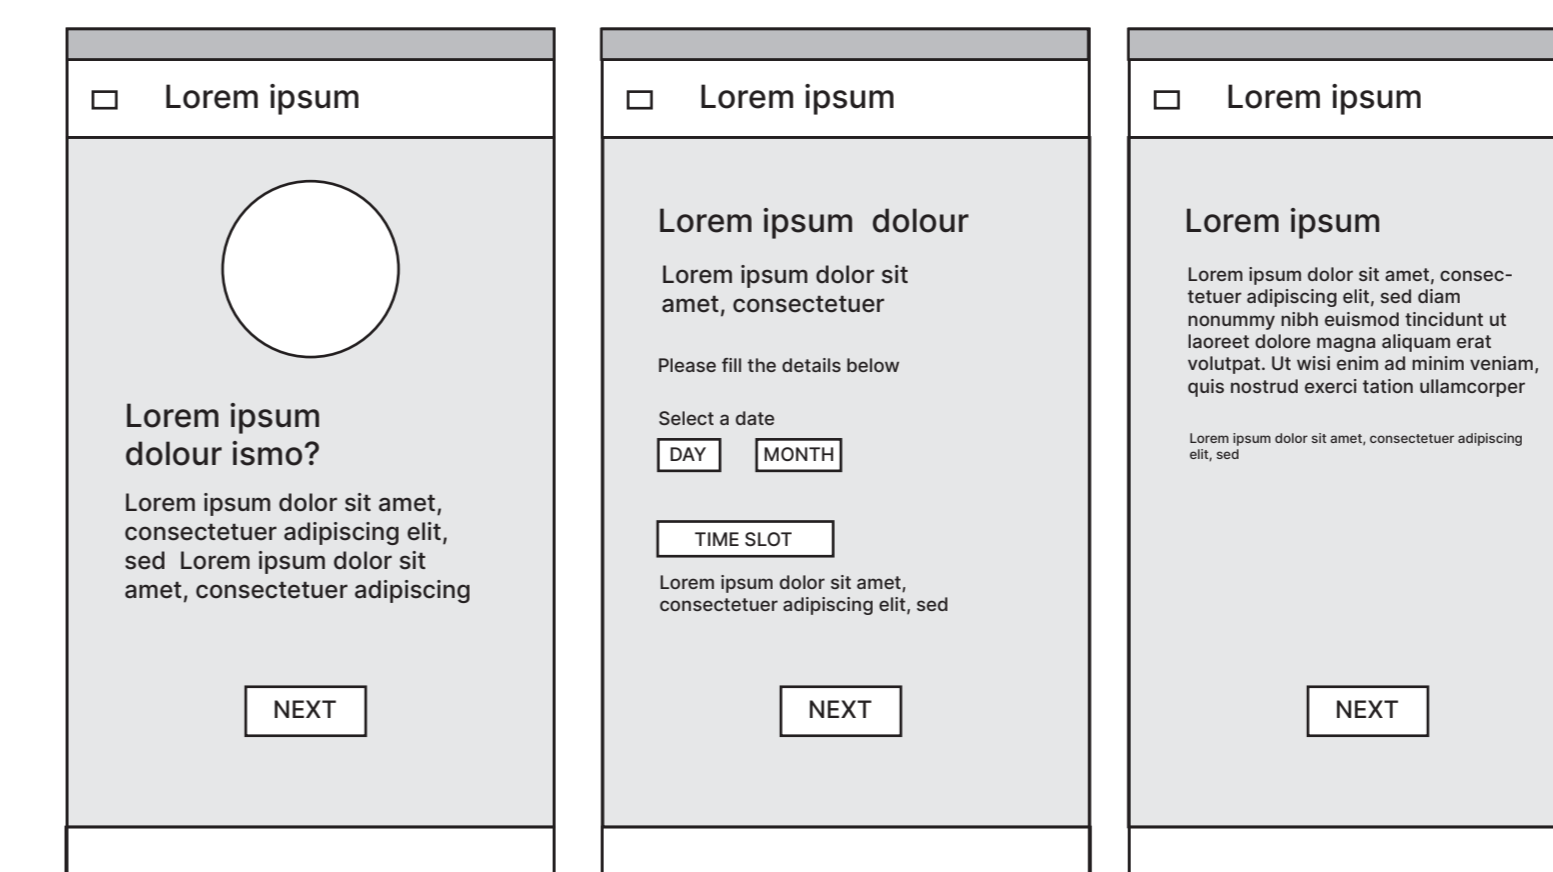 Lorem ipsum
Lorem ipsum
dolour ismo?
Lorem ipsum dolor sit amet,
consectetuer adipiscing elit,
sed  Lorem ipsum dolor sit
amet, consectetuer adipiscing
NEXT
Lorem ipsum
Lorem ipsum  dolour
Lorem ipsum dolor sit
amet, consectetuer
Please fill the details below
Select a date
DAY
MONTH
TIME SLOT
Lorem ipsum dolor sit amet,
consectetuer adipiscing elit, sed
NEXT
Lorem ipsum
Lorem ipsum
Lorem ipsum dolor sit amet, consec-
tetuer adipiscing elit, sed diam
nonummy nibh euismod tincidunt ut
laoreet dolore magna aliquam erat
volutpat. Ut wisi enim ad minim veniam,
quis nostrud exerci tation ullamcorper
Lorem ipsum dolor sit amet, consectetuer adipiscing
elit, sed
NEXT